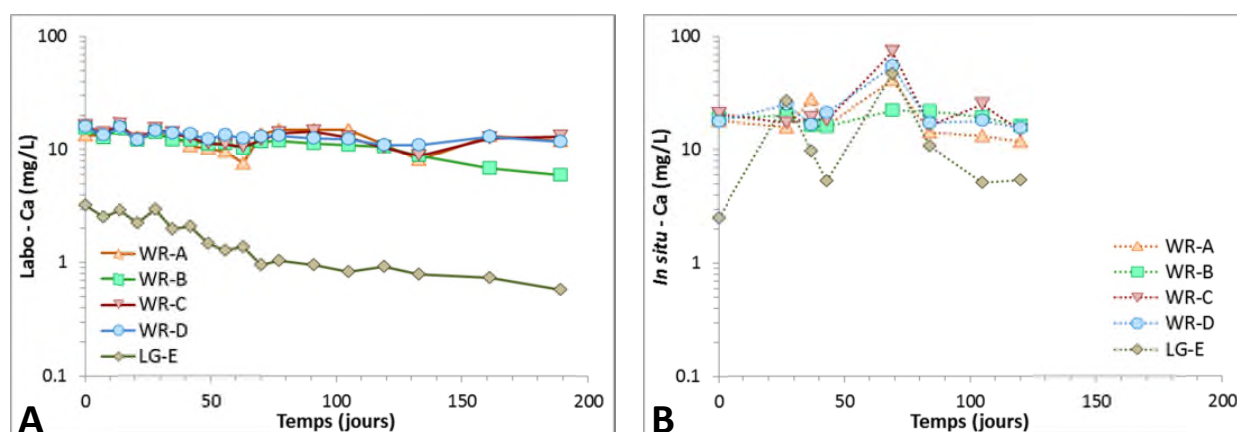 100
10
1
0.1
Labo - Ca (mg/L)
WR-A
WR-B
WR-C
WR-D
LG-E
0 50 100 150 200
Temps (jours)
A
100
10
1
0.1
In situ - Ca (mg/L)
WR-A
WR-B
WR-C
WR-D
LG-E
0 50 100 150 200
Temps (jours)
B